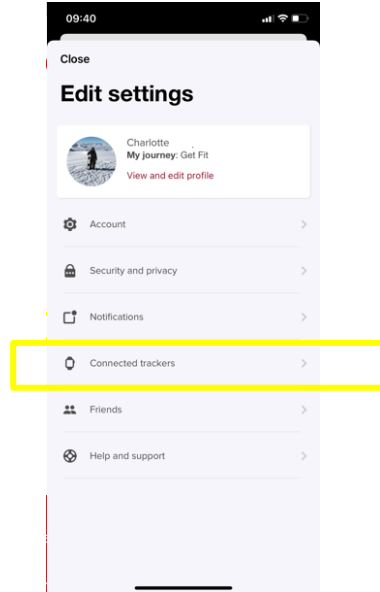 09:40
Close
Edit settings
Charlotte
My journey: Get Fit
View and edit profile
Account
Security and privacy
Notifications
Connected trackers
Friends
Help and support